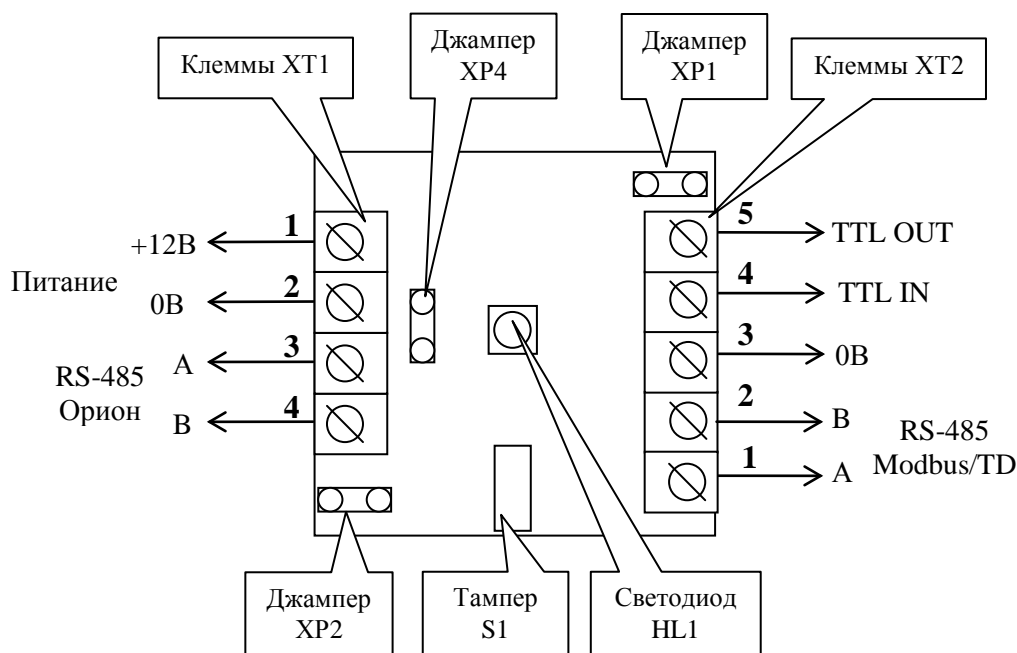 Клеммы XT1
Джампер
XP4
Джампер
XP1
Клеммы XT2
Питание
+12В
1
0В
2
RS-485
Орион
А
3
В
4
5
TTL OUT
4
TTL IN
3
0В
2
В
1
А
RS-485
Modbus/TD
Джампер
XP2
Тампер
S1
Светодиод
HL1